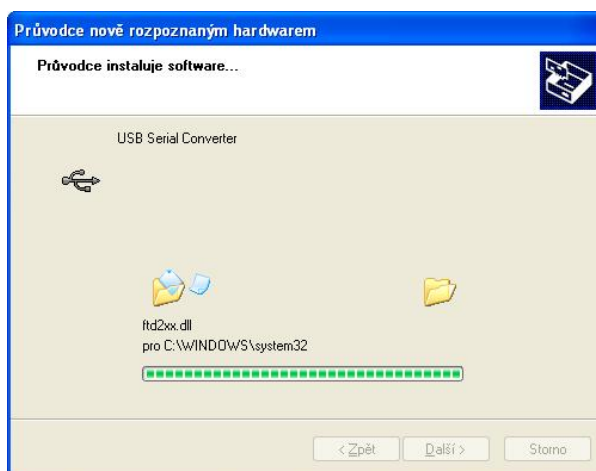 Průvodce nově rozpoznaným hardwarem
Průvodce instaluje software...
USB Serial Converter
ftd2xx.dll
pro C:\WINDOWS\system32
< Zpět Další > Storno